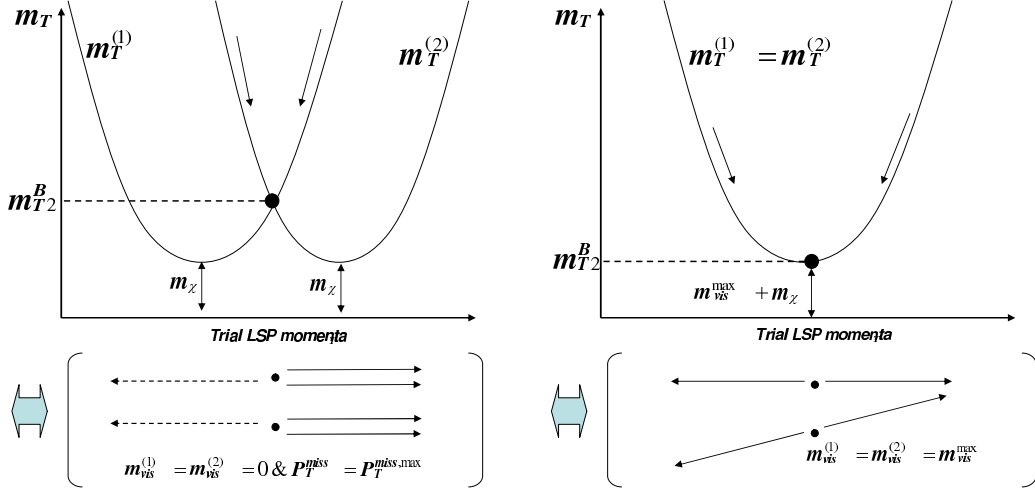 m_T
m_T^(1)
m_T^(2)
m_T2^B
m_χ
m_χ
Trial LSP momenta
m_vis^(1) = m_vis^(2) = 0 & P_T^miss = P_T^miss,max
m_T
m_T^(1) = m_T^(2)
m_T2^B
m_vis^max + m_χ
Trial LSP momenta
m_vis^(1) = m_vis^(2) = m_vis^max